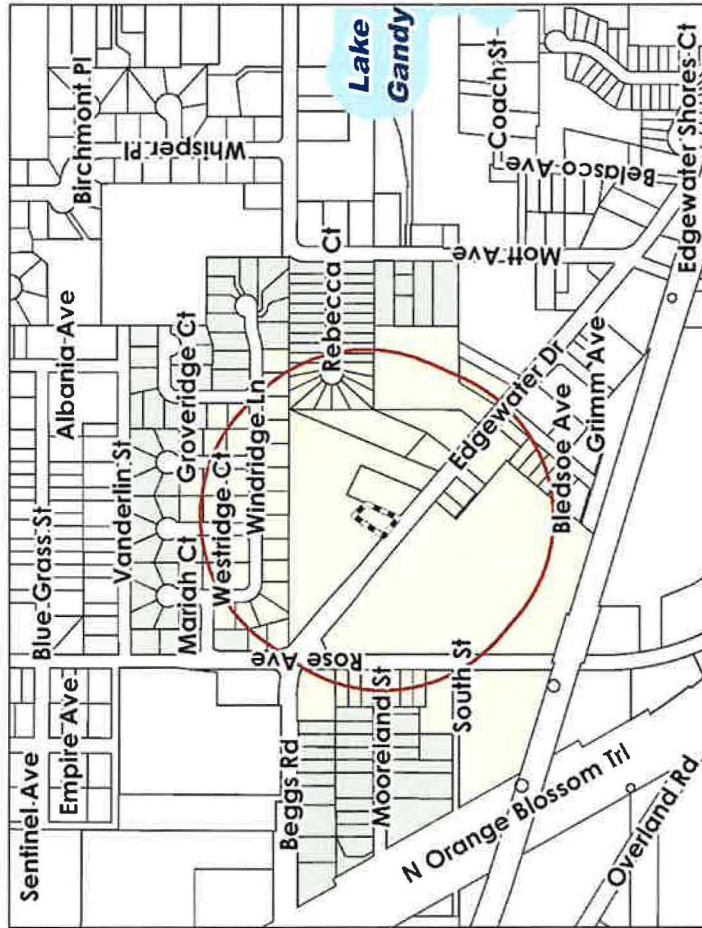 Sentinel Ave
Empire Ave
Blue Grass St
Albania Ave
Vanderlin St
Birchmont Pl
Whisper Pl
Mariah Ct
Groveridge Ct
Westridge Ct
Windridge Ln
Rebecca Ct
Lake
Gandy
Beggs Rd
Rose Ave
Mooreland St
South St
N Orange Blossom Trl
Overland Rd
Edgewater Dr
Bledsoe Ave
Grimm Ave
Mott Ave
Coach St
Belasco Ave
Edgewater Shores Ct